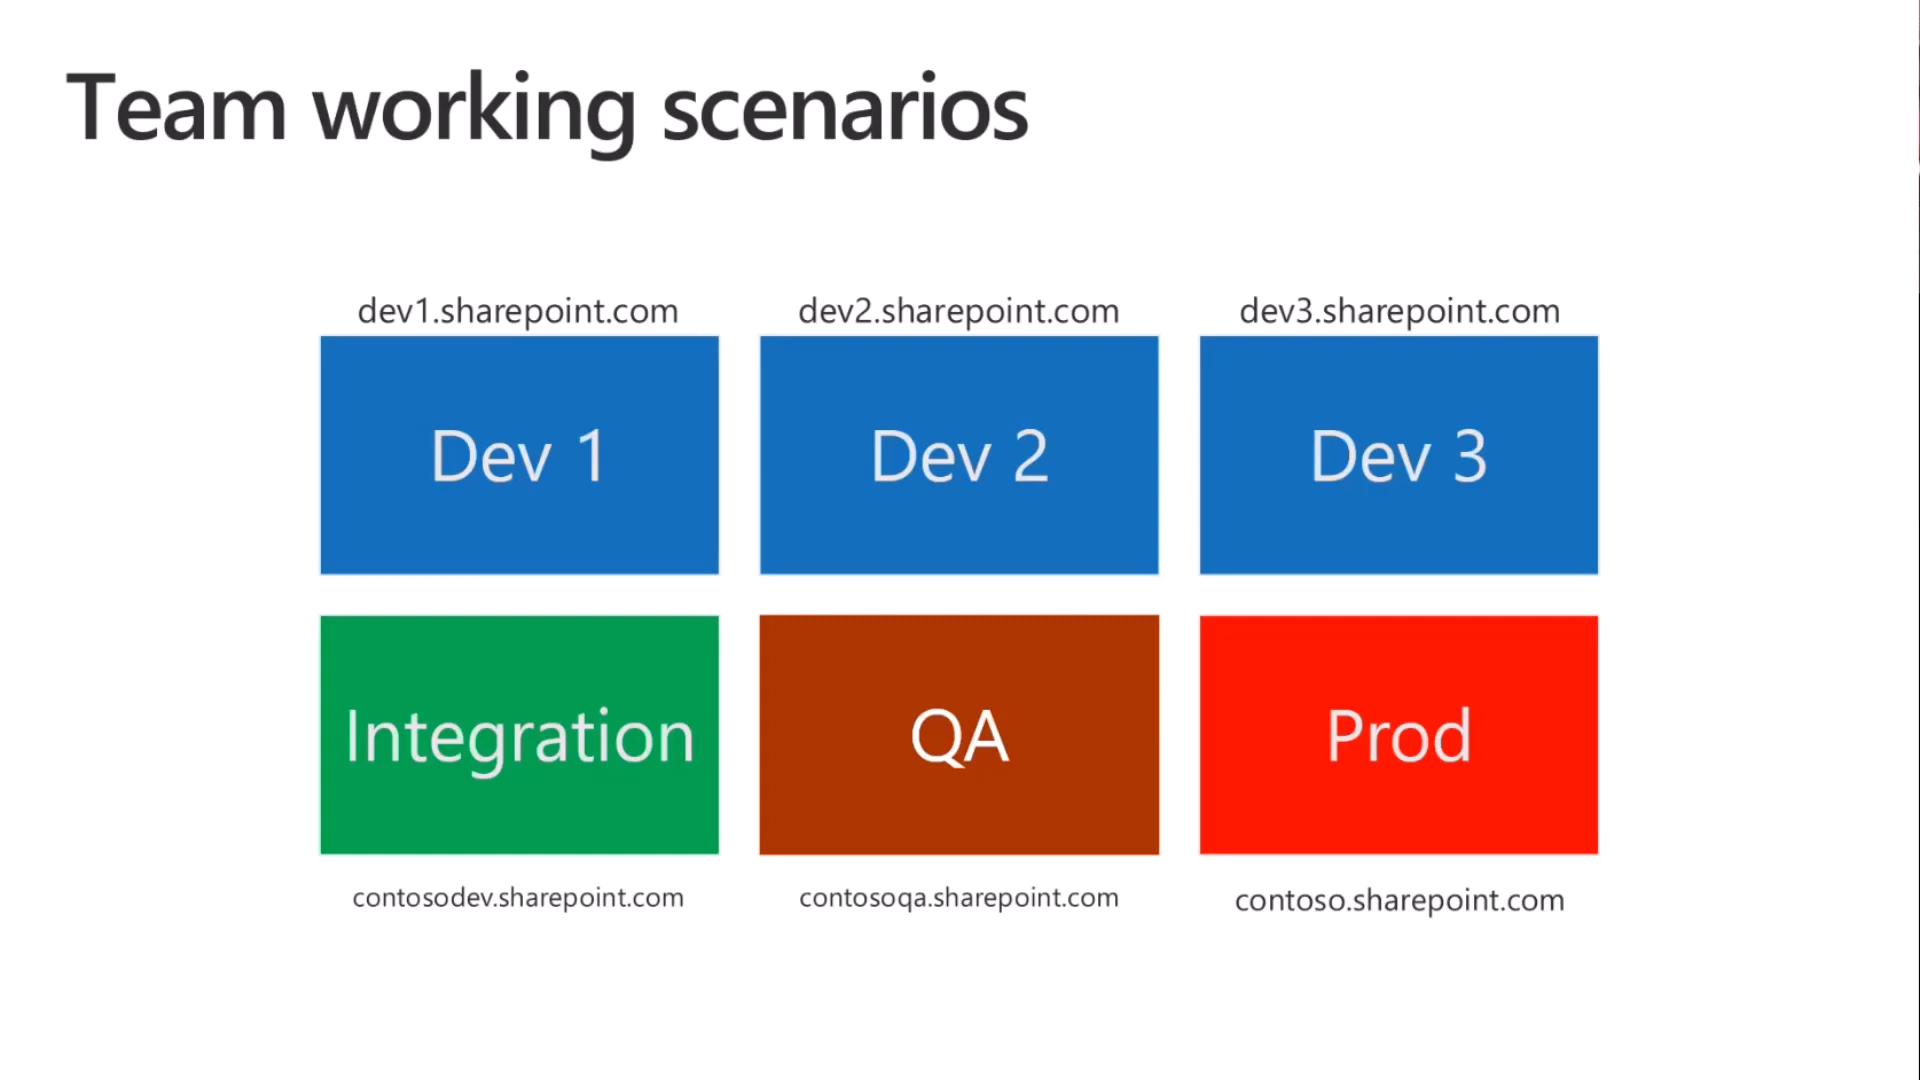 Team working scenarios
dev1.sharepoint.com
dev2.sharepoint.com
dev3.sharepoint.com
Dev 1
Dev 2
Dev 3
Integration
QA
Prod
contosodev.sharepoint.com
contosoqa.sharepoint.com
contoso.sharepoint.com